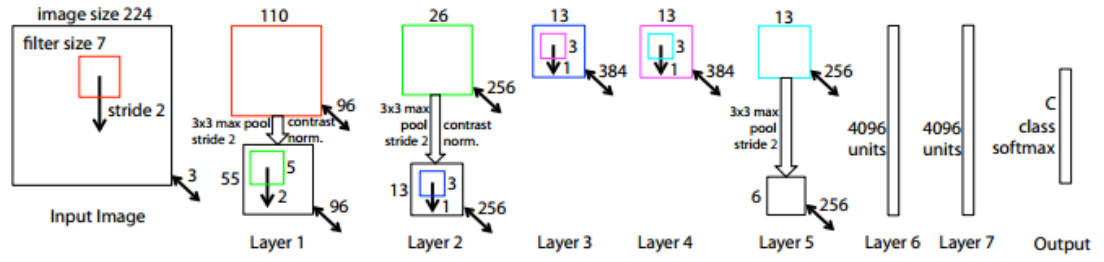 image size 224
filter size 7
stride 2
3
Input Image
110
96
3x3 max pool
stride 2
contrast
norm.
55
5
2
96
Layer 1
26
256
3x3 max
pool
stride 2
contrast
norm.
13
3
1
256
Layer 2
13
3
1
384
Layer 3
13
3
1
384
Layer 4
13
256
3x3 max
pool
stride 2
6
256
Layer 5
4096
units
Layer 6
4096
units
Layer 7
C
class
softmax
Output